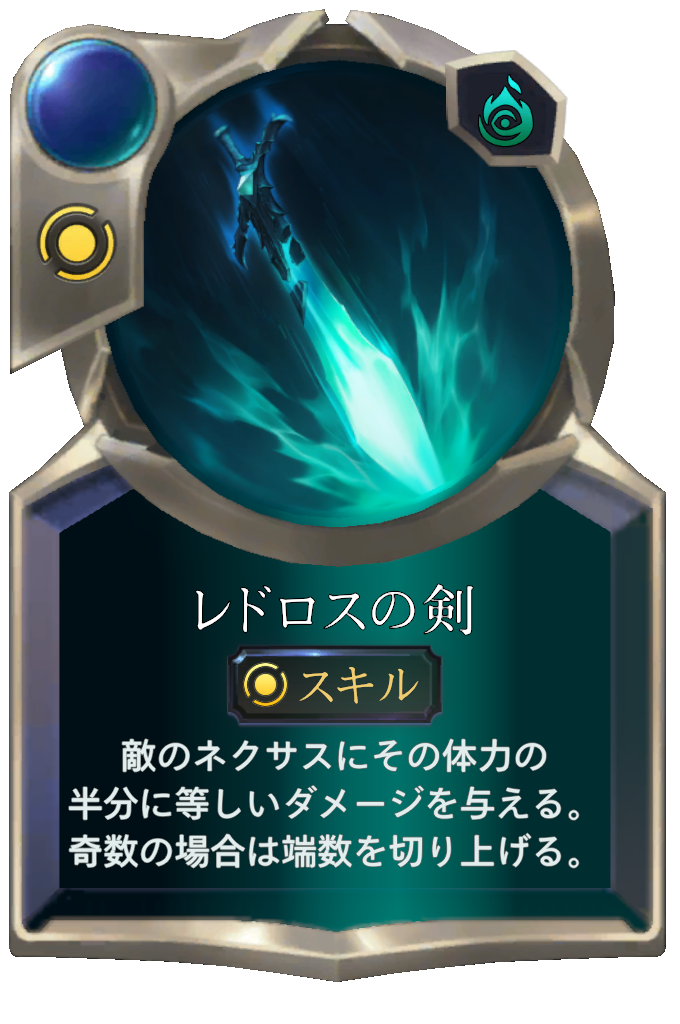 レドロスの剣
スキル
敵のネクサスにその体力の
半分に等しいダメージを与える。
奇数の場合は端数を切り上げる。